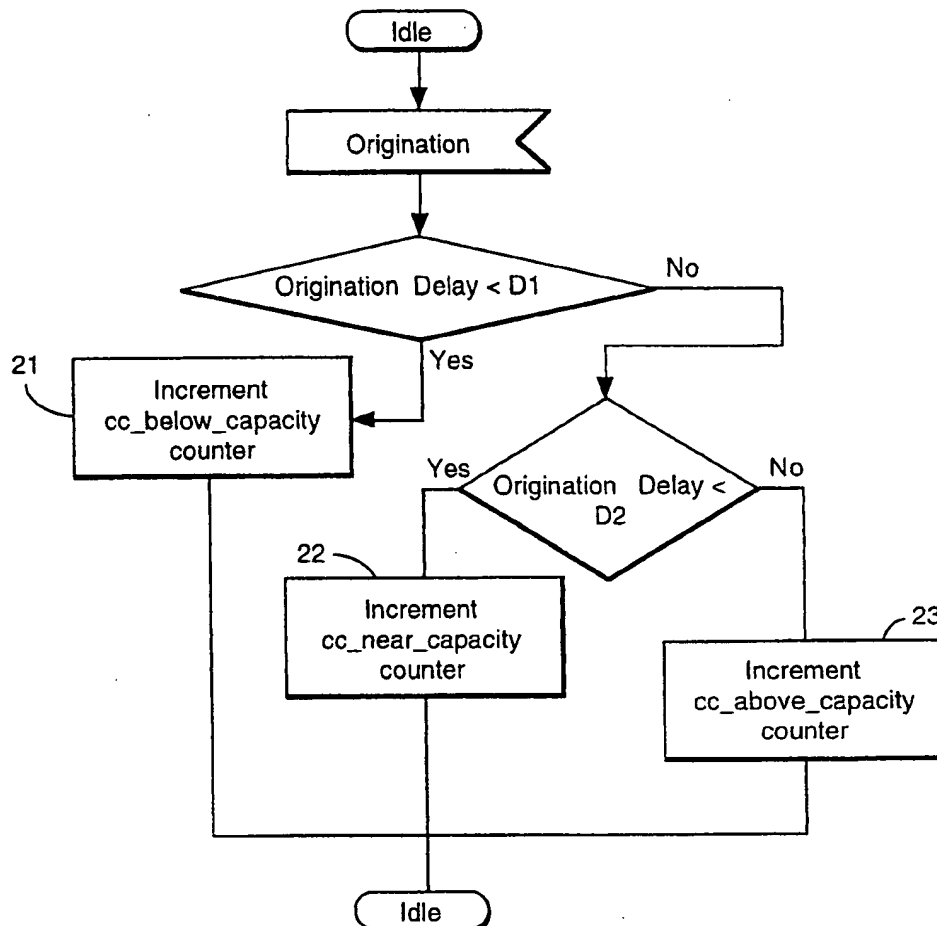 Idle
Origination
Origination Delay < D1
No
Yes
21
Increment
cc_below_capacity
counter
Yes
No
Origination Delay <
D2
22
Increment
cc_near_capacity
counter
23
Increment
cc_above_capacity
counter
Idle